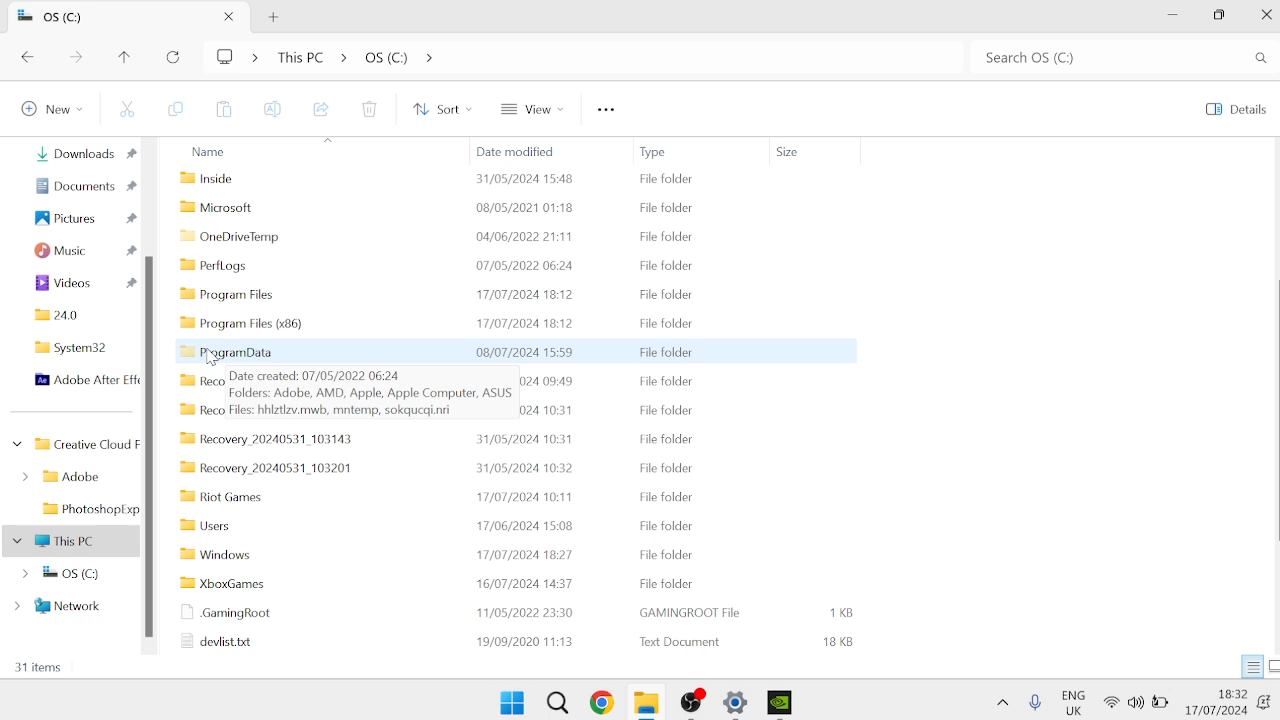 OS (C:)
This PC > OS (C:) >
Search OS (C:)
New
Sort
View
Details
Name Date modified Type Size
Downloads
Documents
Pictures
Music
Videos
24.0
System32
Adobe After Effe
Creative Cloud F
Adobe
PhotoshopExp
This PC
OS (C:)
Network
Inside 31/05/2024 15:48 File folder
Microsoft 08/05/2021 01:18 File folder
OneDriveTemp 04/06/2022 21:11 File folder
PerfLogs 07/05/2022 06:24 File folder
Program Files 17/07/2024 18:12 File folder
Program Files (x86) 17/07/2024 18:12 File folder
ProgramData 08/07/2024 15:59 File folder
Reco 024 09:49 File folder
Reco 024 10:31 File folder
Date created: 07/05/2022 06:24
Folders: Adobe, AMD, Apple, Apple Computer, ASUS
Files: hhlztlzv.mwb, mntemp, sokqucqi.nri
Recovery_20240531_103143 31/05/2024 10:31 File folder
Recovery_20240531_103201 31/05/2024 10:32 File folder
Riot Games 17/07/2024 10:11 File folder
Users 17/06/2024 15:08 File folder
Windows 17/07/2024 18:27 File folder
XboxGames 16/07/2024 14:37 File folder
.GamingRoot 11/05/2022 23:30 GAMINGROOT File 1 KB
devlist.txt 19/09/2020 11:13 Text Document 18 KB
31 items
ENG
UK
18:32
17/07/2024